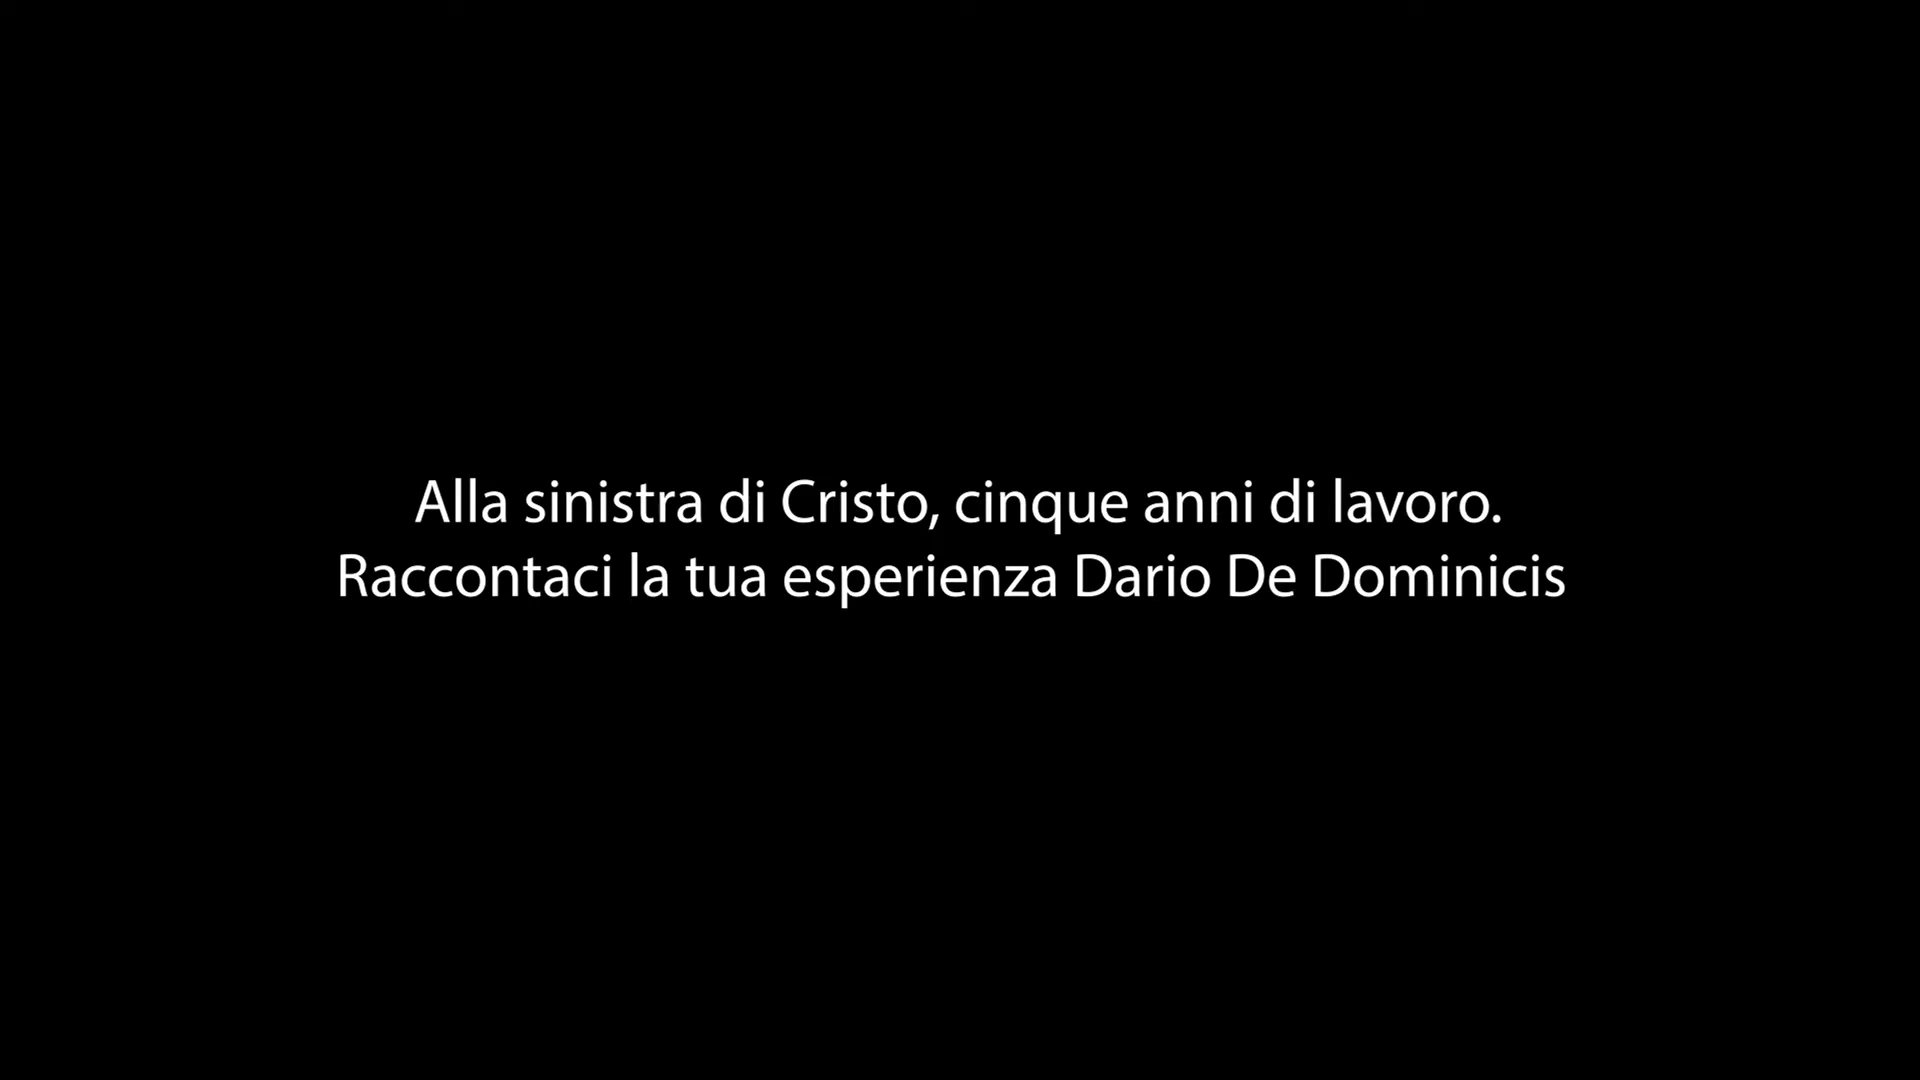 Alla sinistra di Cristo, cinque anni di lavoro.
Raccontaci la tua esperienza Dario De Dominicis